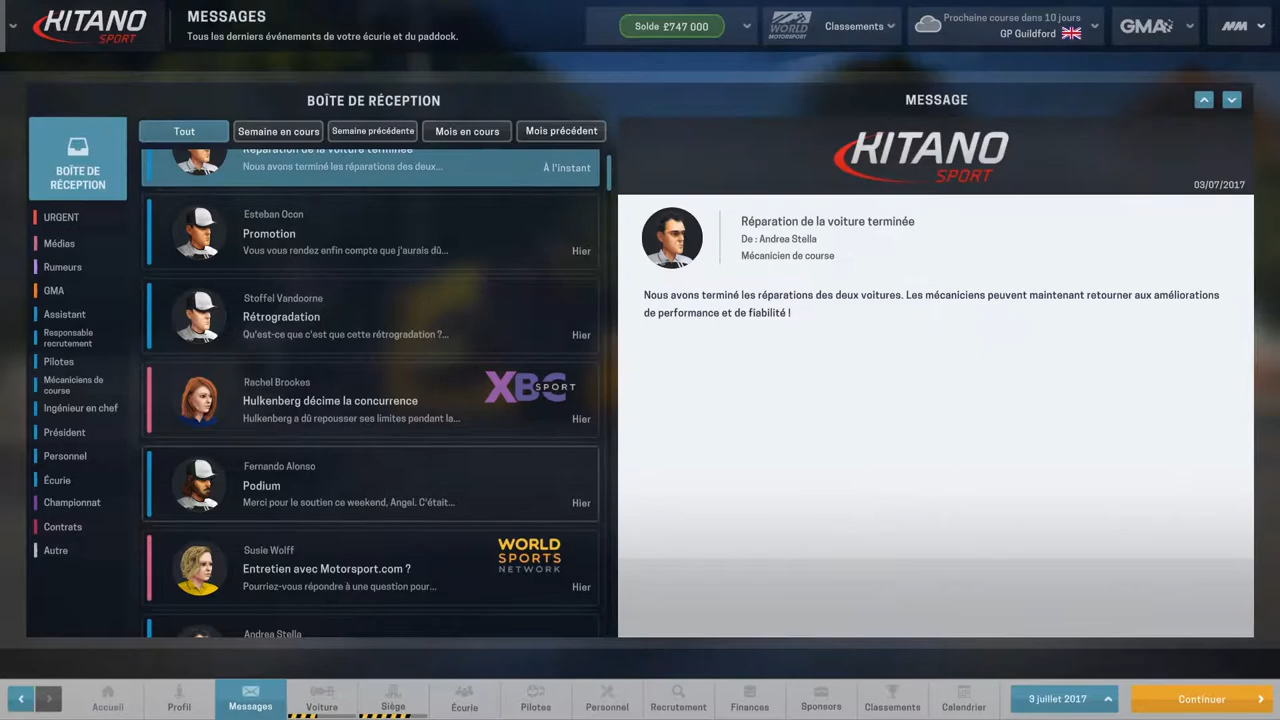 KITANO
SPORT
MESSAGES
Tous les derniers événements de votre écurie et du paddock.
Solde £747 000
WORLD
MOTORSPORT
Classements
Prochaine course dans 10 jours
GP Guildford
GMA
BOÎTE DE RÉCEPTION
MESSAGE
BOÎTE DE
RÉCEPTION
Tout
Semaine en cours
Semaine précédente
Mois en cours
Mois précédent
URGENT
Médias
Rumeurs
GMA
Assistant
Responsable
recrutement
Pilotes
Mécaniciens de
course
Ingénieur en chef
Président
Personnel
Écurie
Championnat
Contrats
Autre
Réparation de la voiture terminée
Nous avons terminé les réparations des deux...
À l'instant
Esteban Ocon
Promotion
Vous vous rendez enfin compte que j'aurais dû...
Hier
Stoffel Vandoorne
Rétrogradation
Qu'est-ce que c'est que cette rétrogradation ?...
Hier
Rachel Brookes
Hulkenberg décime la concurrence
Hulkenberg a dû repousser ses limites pendant la...
XBC SPORT
Hier
Fernando Alonso
Podium
Merci pour le soutien ce weekend, Angel. C'était...
Hier
Susie Wolff
Entretien avec Motorsport.com ?
Pourriez-vous répondre à une question pour...
WORLD
SPORTS
NETWORK
Hier
Andrea Stella
KITANO
SPORT
03/07/2017
Réparation de la voiture terminée
De : Andrea Stella
Mécanicien de course
Nous avons terminé les réparations des deux voitures. Les mécaniciens peuvent maintenant retourner aux améliorations
de performance et de fiabilité !
Accueil
Profil
Messages
Voiture
Siège
Écurie
Pilotes
Personnel
Recrutement
Finances
Sponsors
Classements
Calendrier
3 juillet 2017
Continuer